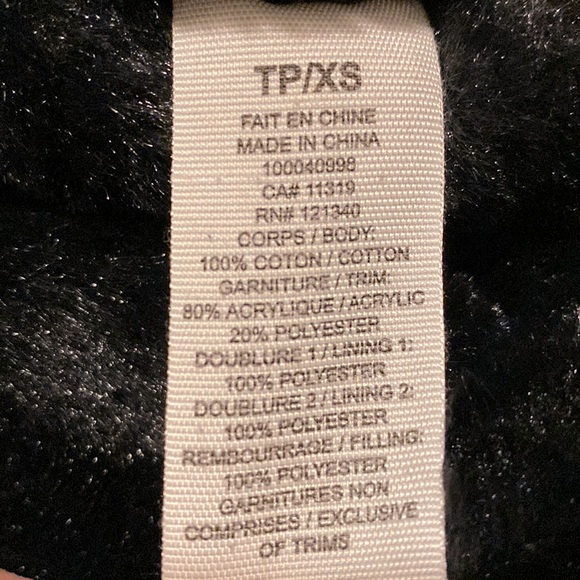 TP/XS
FAIT EN CHINE
MADE IN CHINA
100040998
CA# 11319
RN# 121340
CORPS / BODY:
100% COTON / COTTON
GARNITURE / TRIM:
80% ACRYLIQUE / ACRYLIC
20% POLYESTER
DOUBLURE 1 / LINING 1:
100% POLYESTER
DOUBLURE 2 / LINING 2:
100% POLYESTER
REMBOURRAGE / FILLING:
100% POLYESTER
GARNITURES NON
COMPRISES / EXCLUSIVE
OF TRIMS